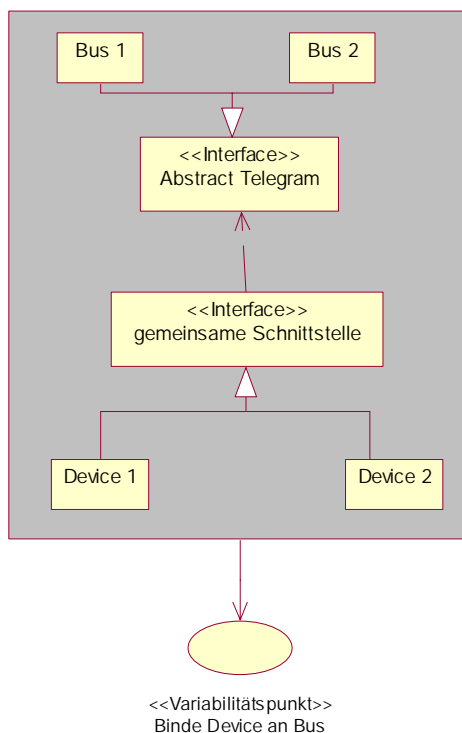 Bus 1
Bus 2
<<Interface>>
Abstract Telegram
<<Interface>>
gemeinsame Schnittstelle
Device 1
Device 2
<<Variabilitätspunkt>>
Binde Device an Bus